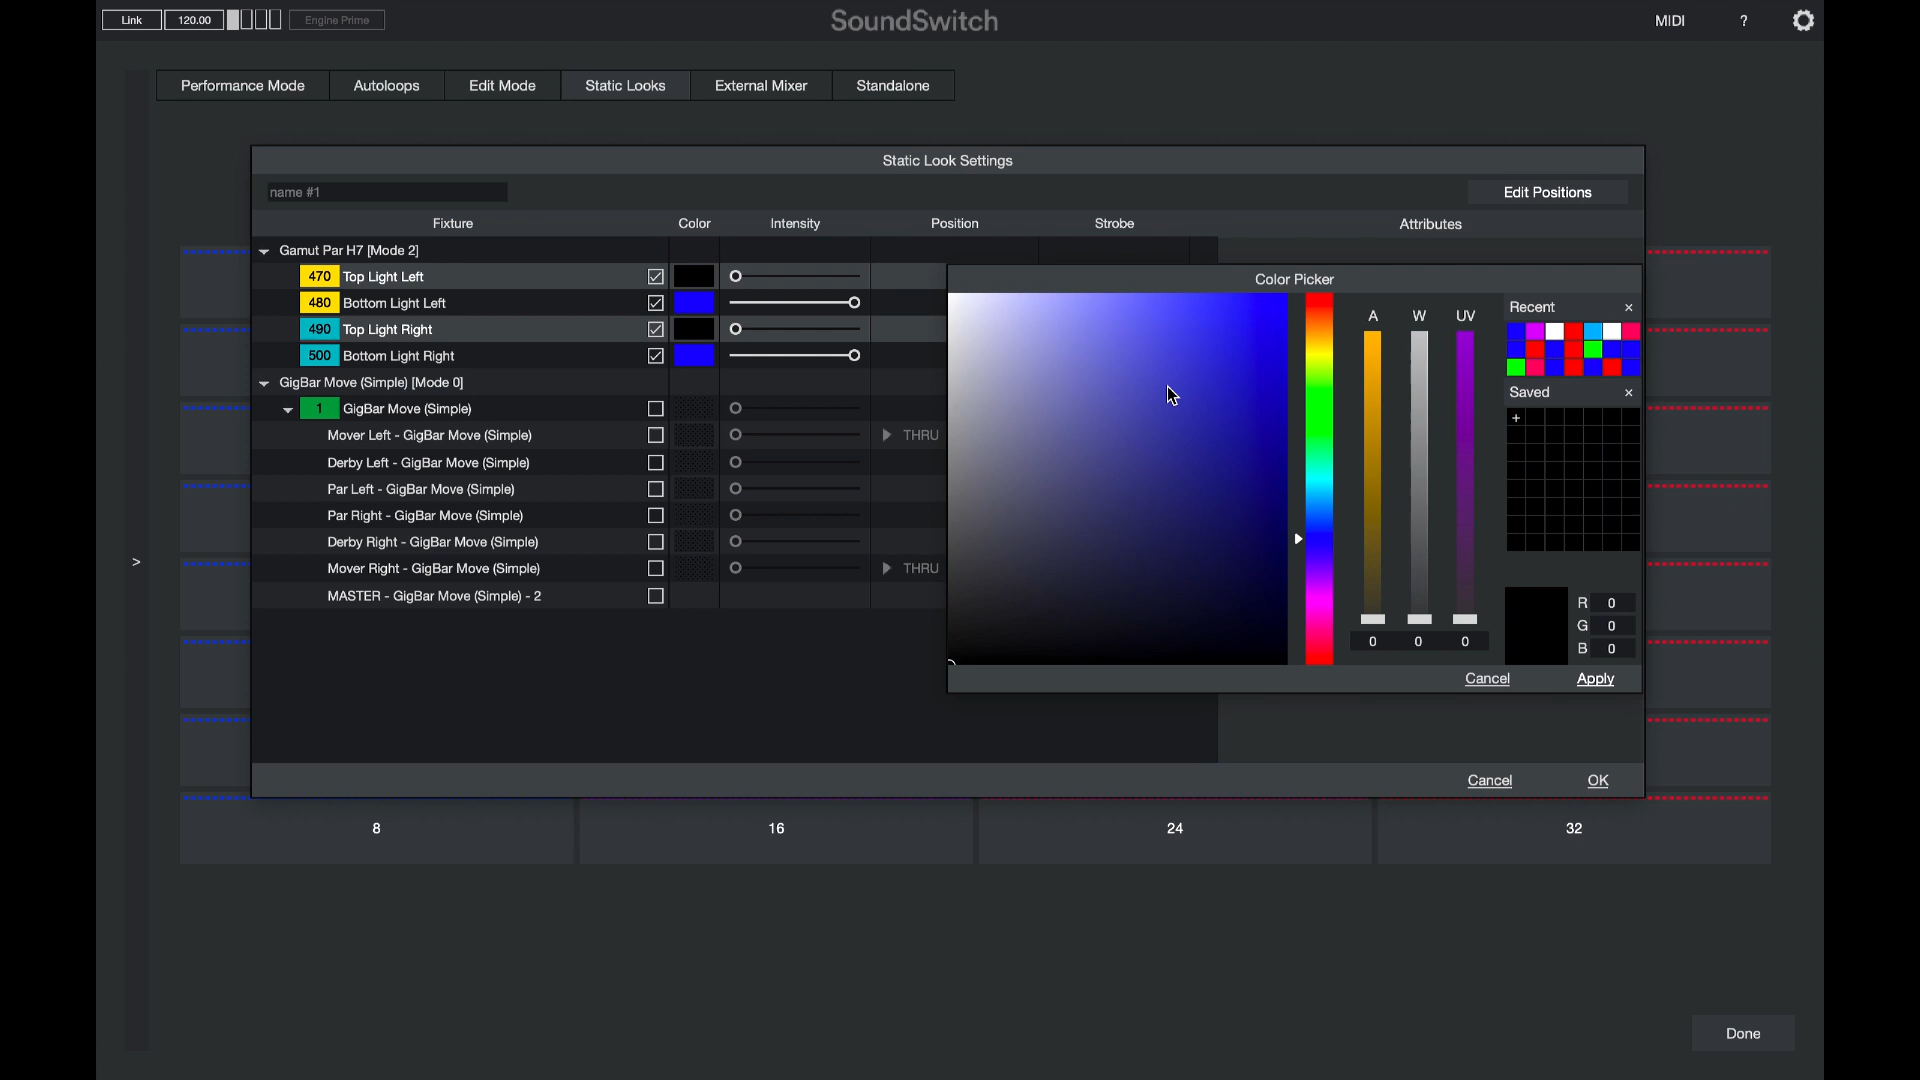 Link 120.00 Engine Prime SoundSwitch MIDI ?
Performance Mode Autoloops Edit Mode Static Looks External Mixer Standalone
Static Look Settings
name #1 Edit Positions
Fixture Color Intensity Position Strobe Attributes
Gamut Par H7 [Mode 2]
470 Top Light Left
480 Bottom Light Left
490 Top Light Right
500 Bottom Light Right
GigBar Move (Simple) [Mode 0]
1 GigBar Move (Simple)
Mover Left - GigBar Move (Simple) THRU
Derby Left - GigBar Move (Simple)
Par Left - GigBar Move (Simple)
Par Right - GigBar Move (Simple)
Derby Right - GigBar Move (Simple)
Mover Right - GigBar Move (Simple) THRU
MASTER - GigBar Move (Simple) - 2
Color Picker
A W UV
0 0 0
Recent ×
Saved ×
+
R 0
G 0
B 0
Cancel Apply
Cancel OK
>
8 16 24 32
Done